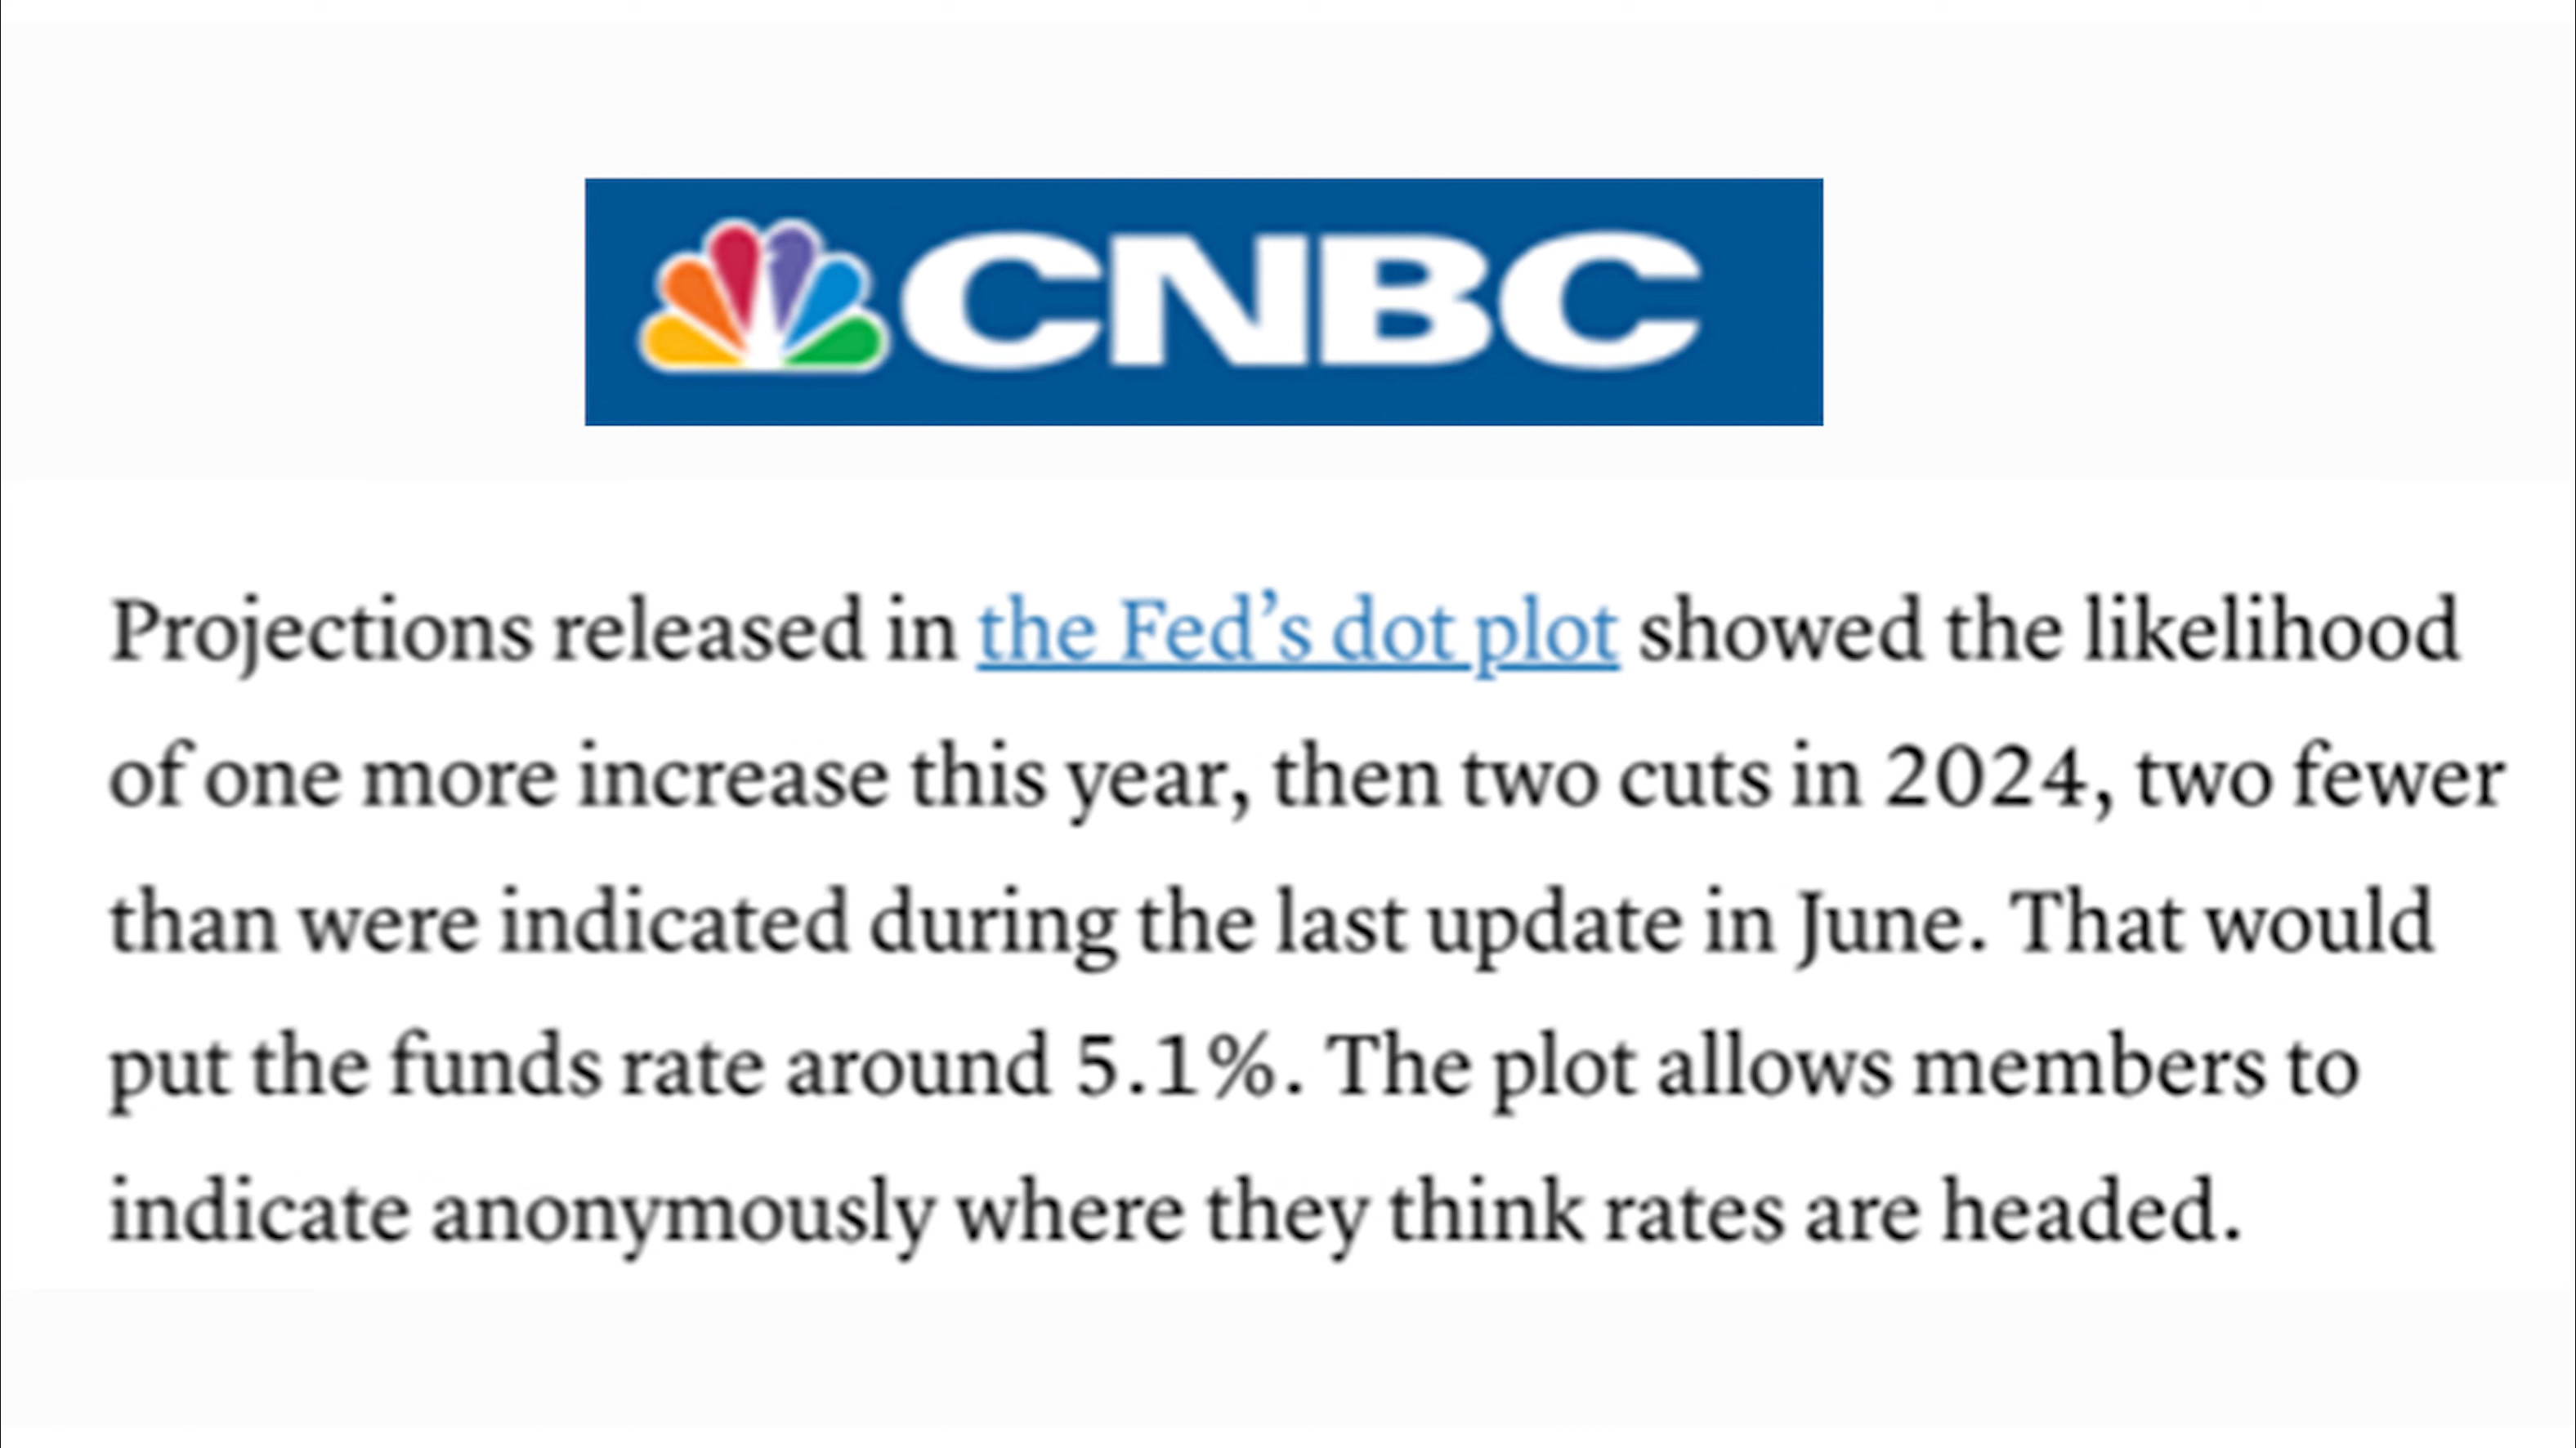 CNBC
Projections released in the Fed’s dot plot showed the likelihood
of one more increase this year, then two cuts in 2024, two fewer
than were indicated during the last update in June. That would
put the funds rate around 5.1%. The plot allows members to
indicate anonymously where they think rates are headed.